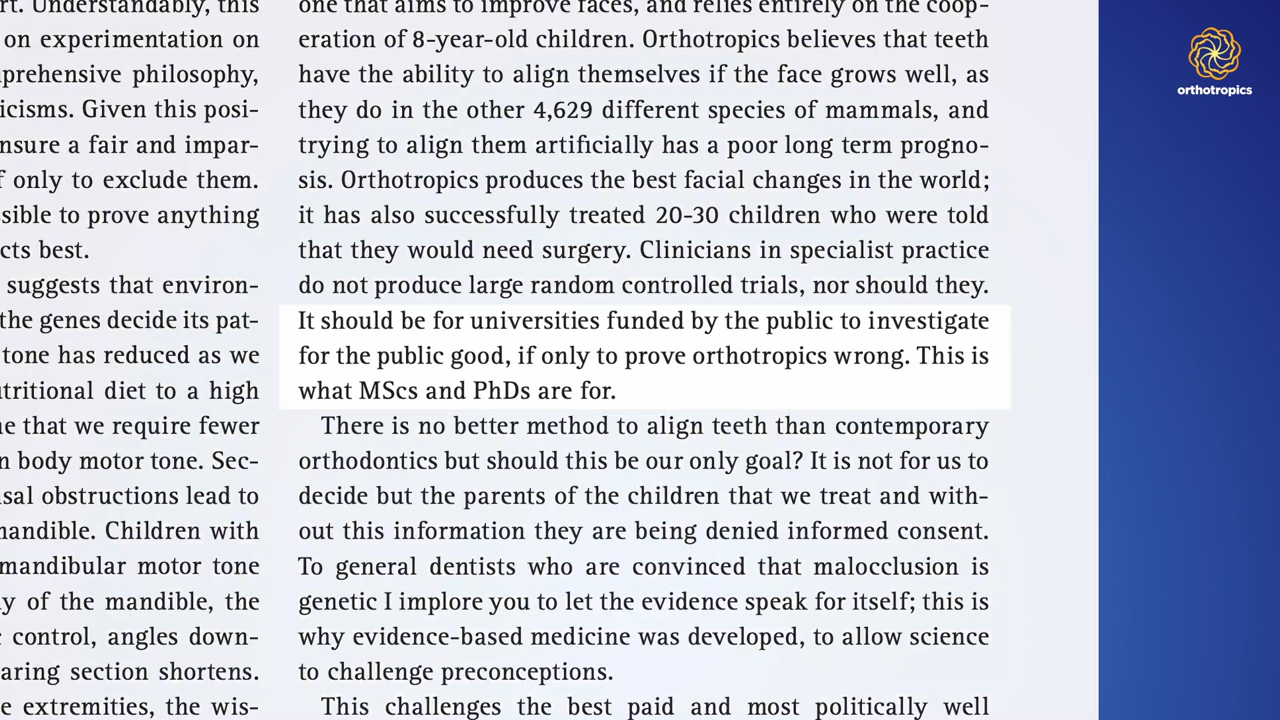 rt. Understandably, this
on experimentation on
prehensive philosophy,
icisms. Given this posi-
nsure a fair and impar-
f only to exclude them.
ssible to prove anything
cts best.
suggests that environ-
the genes decide its pat-
tone has reduced as we
utritional diet to a high
ne that we require fewer
n body motor tone. Sec-
sal obstructions lead to
mandible. Children with
mandibular motor tone
y of the mandible, the
control, angles down-
aring section shortens.
e extremities, the wis-
one that aims to improve faces, and relies entirely on the coop-
eration of 8-year-old children. Orthotropics believes that teeth
have the ability to align themselves if the face grows well, as
they do in the other 4,629 different species of mammals, and
trying to align them artificially has a poor long term progno-
sis. Orthotropics produces the best facial changes in the world;
it has also successfully treated 20-30 children who were told
that they would need surgery. Clinicians in specialist practice
do not produce large random controlled trials, nor should they.
It should be for universities funded by the public to investigate
for the public good, if only to prove orthotropics wrong. This is
what MScs and PhDs are for.
There is no better method to align teeth than contemporary
orthodontics but should this be our only goal? It is not for us to
decide but the parents of the children that we treat and with-
out this information they are being denied informed consent.
To general dentists who are convinced that malocclusion is
genetic I implore you to let the evidence speak for itself; this is
why evidence-based medicine was developed, to allow science
to challenge preconceptions.
This challenges the best paid and most politically well
orthotropics